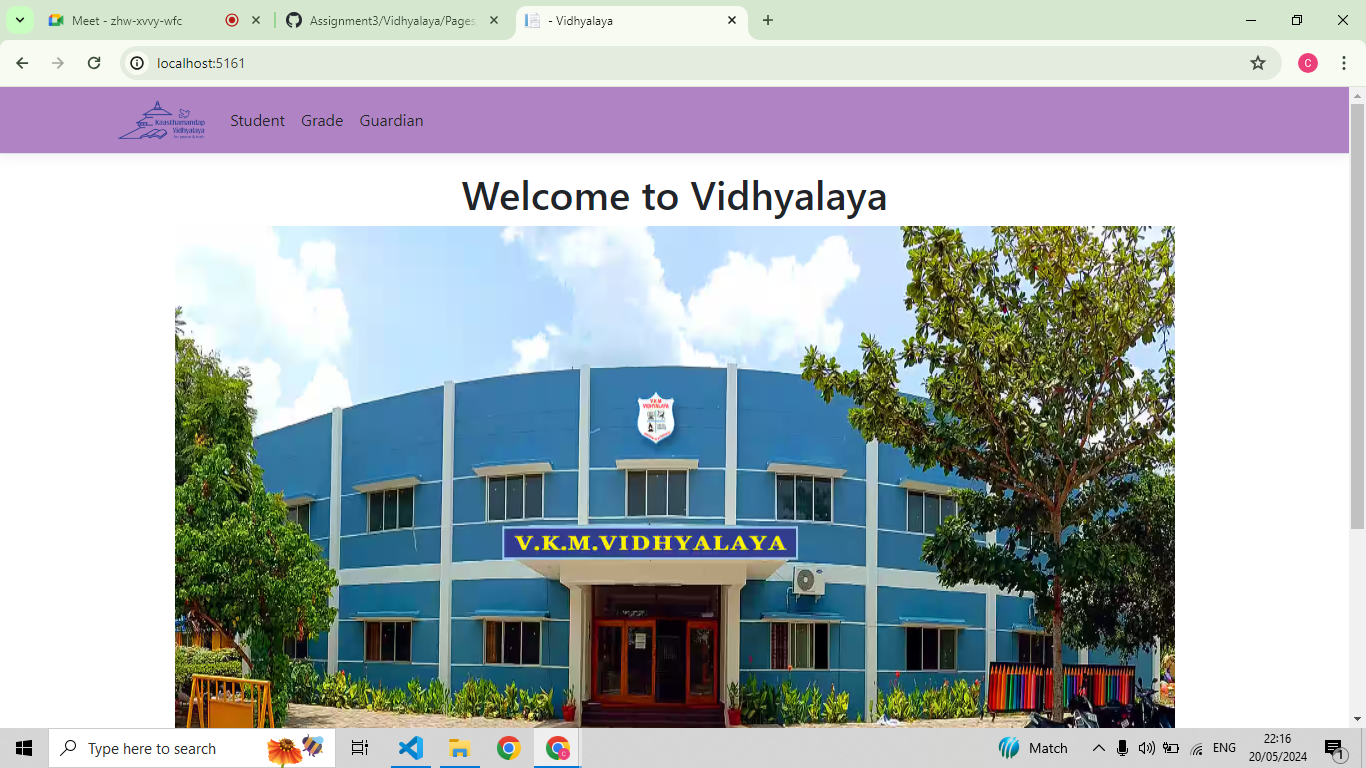 Meet - zhw-xvvy-wfc
Assignment3/Vidhyalaya/Pages
- Vidhyalaya
localhost:5161
C
Kaasthamandap
Vidhyalaya
Student Grade Guardian
Welcome to Vidhyalaya
V.K.M
VIDHYALAYA
V.K.M.VIDHYALAYA
Type here to search
C
Match
ENG
22:16
20/05/2024
1